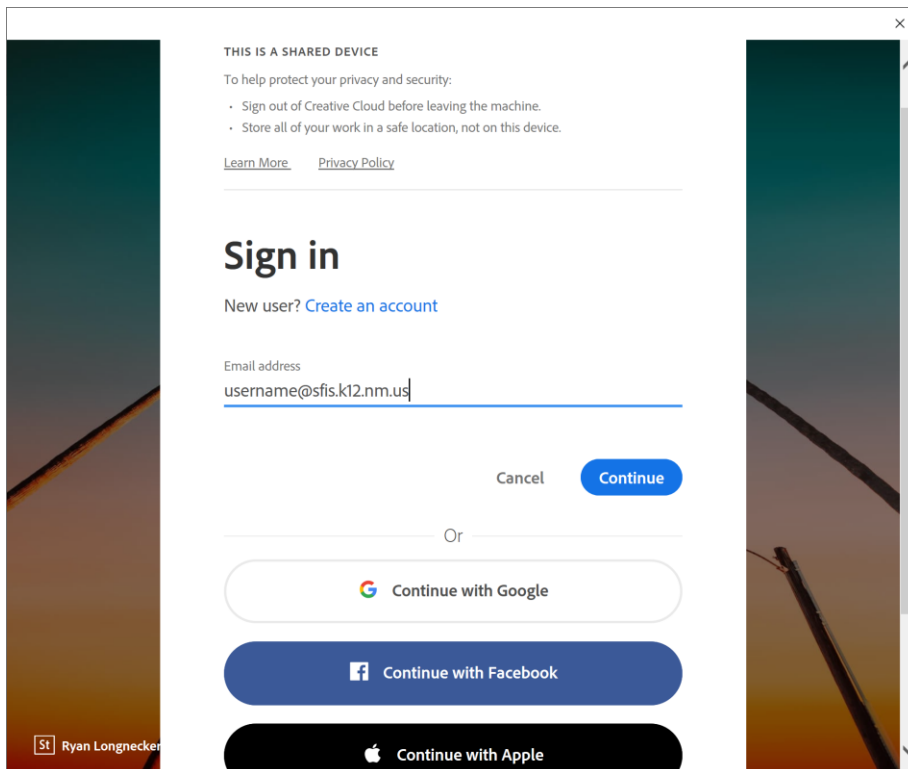 THIS IS A SHARED DEVICE
To help protect your privacy and security:
· Sign out of Creative Cloud before leaving the machine.
· Store all of your work in a safe location, not on this device.
Learn More Privacy Policy
Sign in
New user? Create an account
Email address
username@sfis.k12.nm.us
Cancel Continue
Or
Continue with Google
Continue with Facebook
Continue with Apple
St Ryan Longnecker